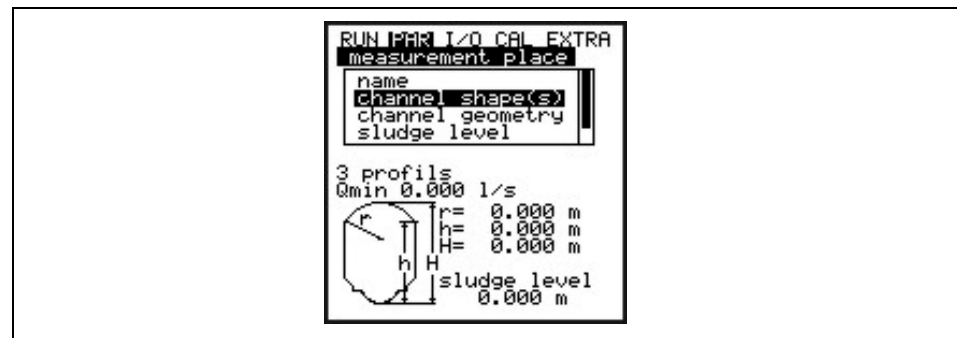 RUN PAR I/O CAL EXTRA
measurement place
name
channel shape(s)
channel geometry
sludge level
3 profils
Qmin 0.000 l/s
r= 0.000 m
h= 0.000 m
H= 0.000 m
r
h H
sludge level
0.000 m